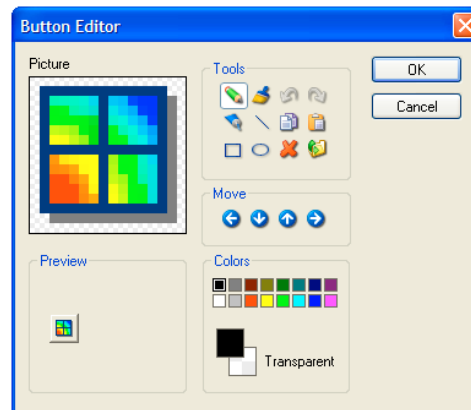 Button Editor
Picture
Tools
OK
Cancel
Move
Preview
Colors
Transparent